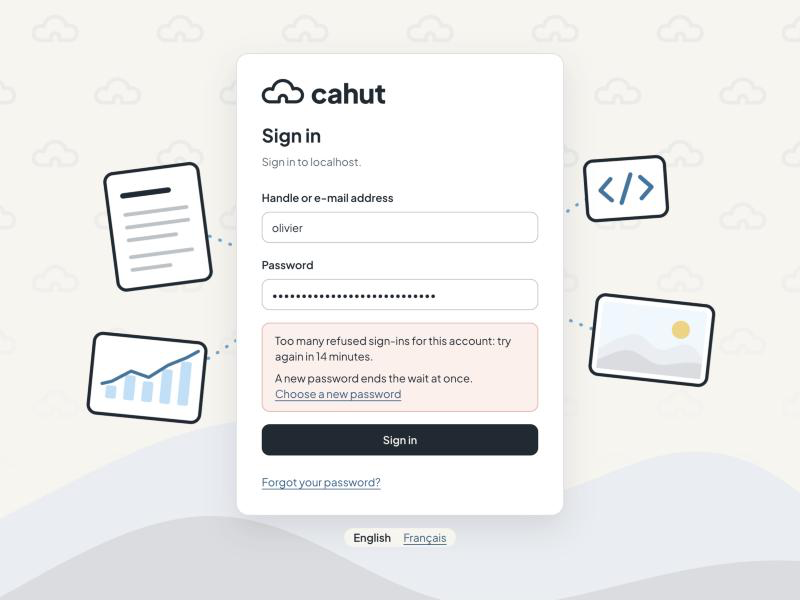 cahut
Sign in
Sign in to localhost.
Handle or e-mail address
olivier
Password
••••••••••••••••••••••••••••
Too many refused sign-ins for this account: try
again in 14 minutes.
A new password ends the wait at once.
Choose a new password
Sign in
Forgot your password?
English Français